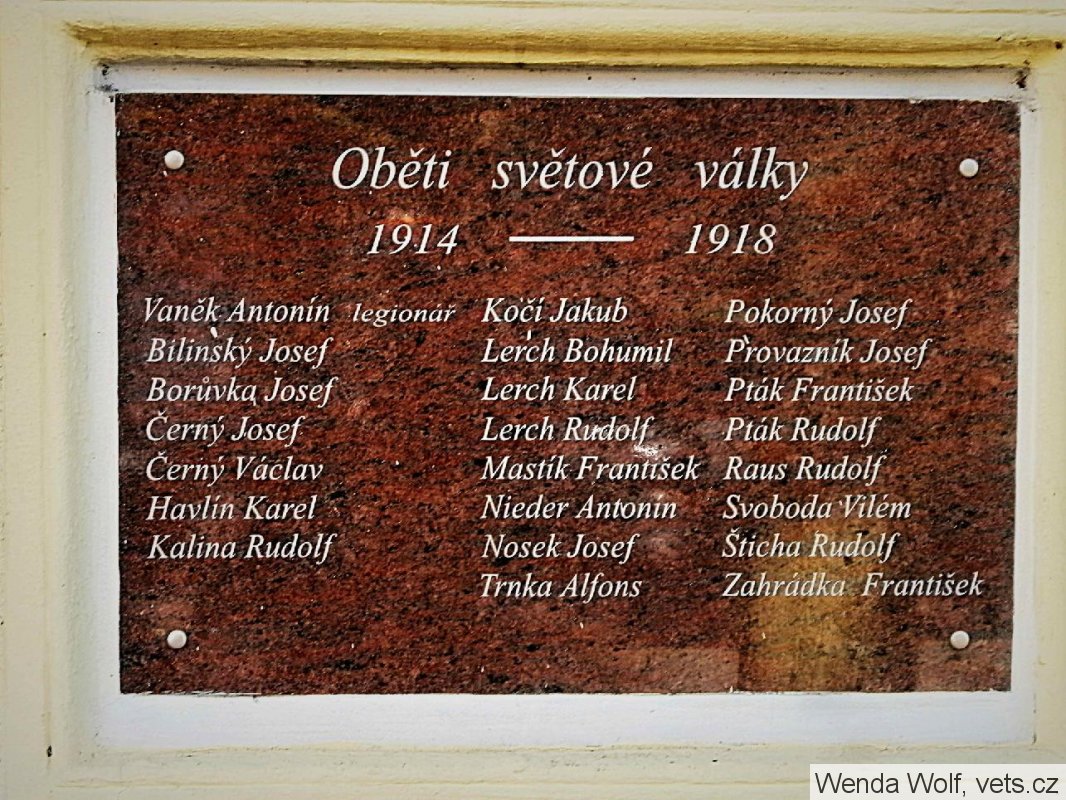 Oběti světové války
1914 — 1918
Vaněk Antonín legionář
Bilinský Josef
Borůvka Josef
Černý Josef
Černý Václav
Havlín Karel
Kalina Rudolf
Kočí Jakub
Lerch Bohumil
Lerch Karel
Lerch Rudolf
Mastík František
Nieder Antonín
Nosek Josef
Trnka Alfons
Pokorný Josef
Provazník Josef
Pták František
Pták Rudolf
Raus Rudolf
Svoboda Vilém
Šticha Rudolf
Zahrádka František
Wenda Wolf, vets.cz